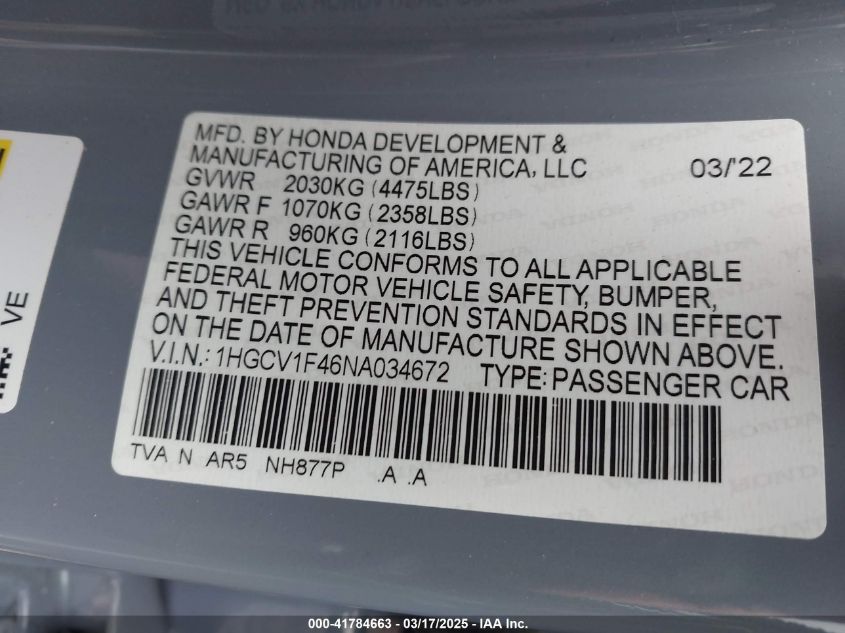 MFD. BY HONDA DEVELOPMENT &
MANUFACTURING OF AMERICA, LLC 03/'22
GVWR 2030KG (4475LBS)
GAWR F 1070KG (2358LBS)
GAWR R 960KG (2116LBS)
THIS VEHICLE CONFORMS TO ALL APPLICABLE
FEDERAL MOTOR VEHICLE SAFETY, BUMPER,
AND THEFT PREVENTION STANDARDS IN EFFECT
ON THE DATE OF MANUFACTURE SHOWN ABOVE.
V.I.N.: 1HGCV1F46NA034672 TYPE: PASSENGER CAR
TVA N AR5 NH877P .A .A
VE
000-41784663 - 03/17/2025 - IAA Inc.